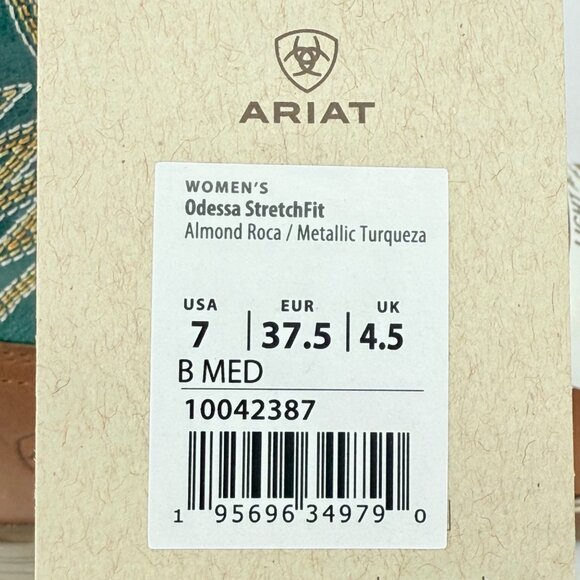 ARIAT
WOMEN'S
Odessa StretchFit
Almond Roca / Metallic Turqueza
USA EUR UK
7 | 37.5 | 4.5
B MED
10042387
1 95696 34979 0